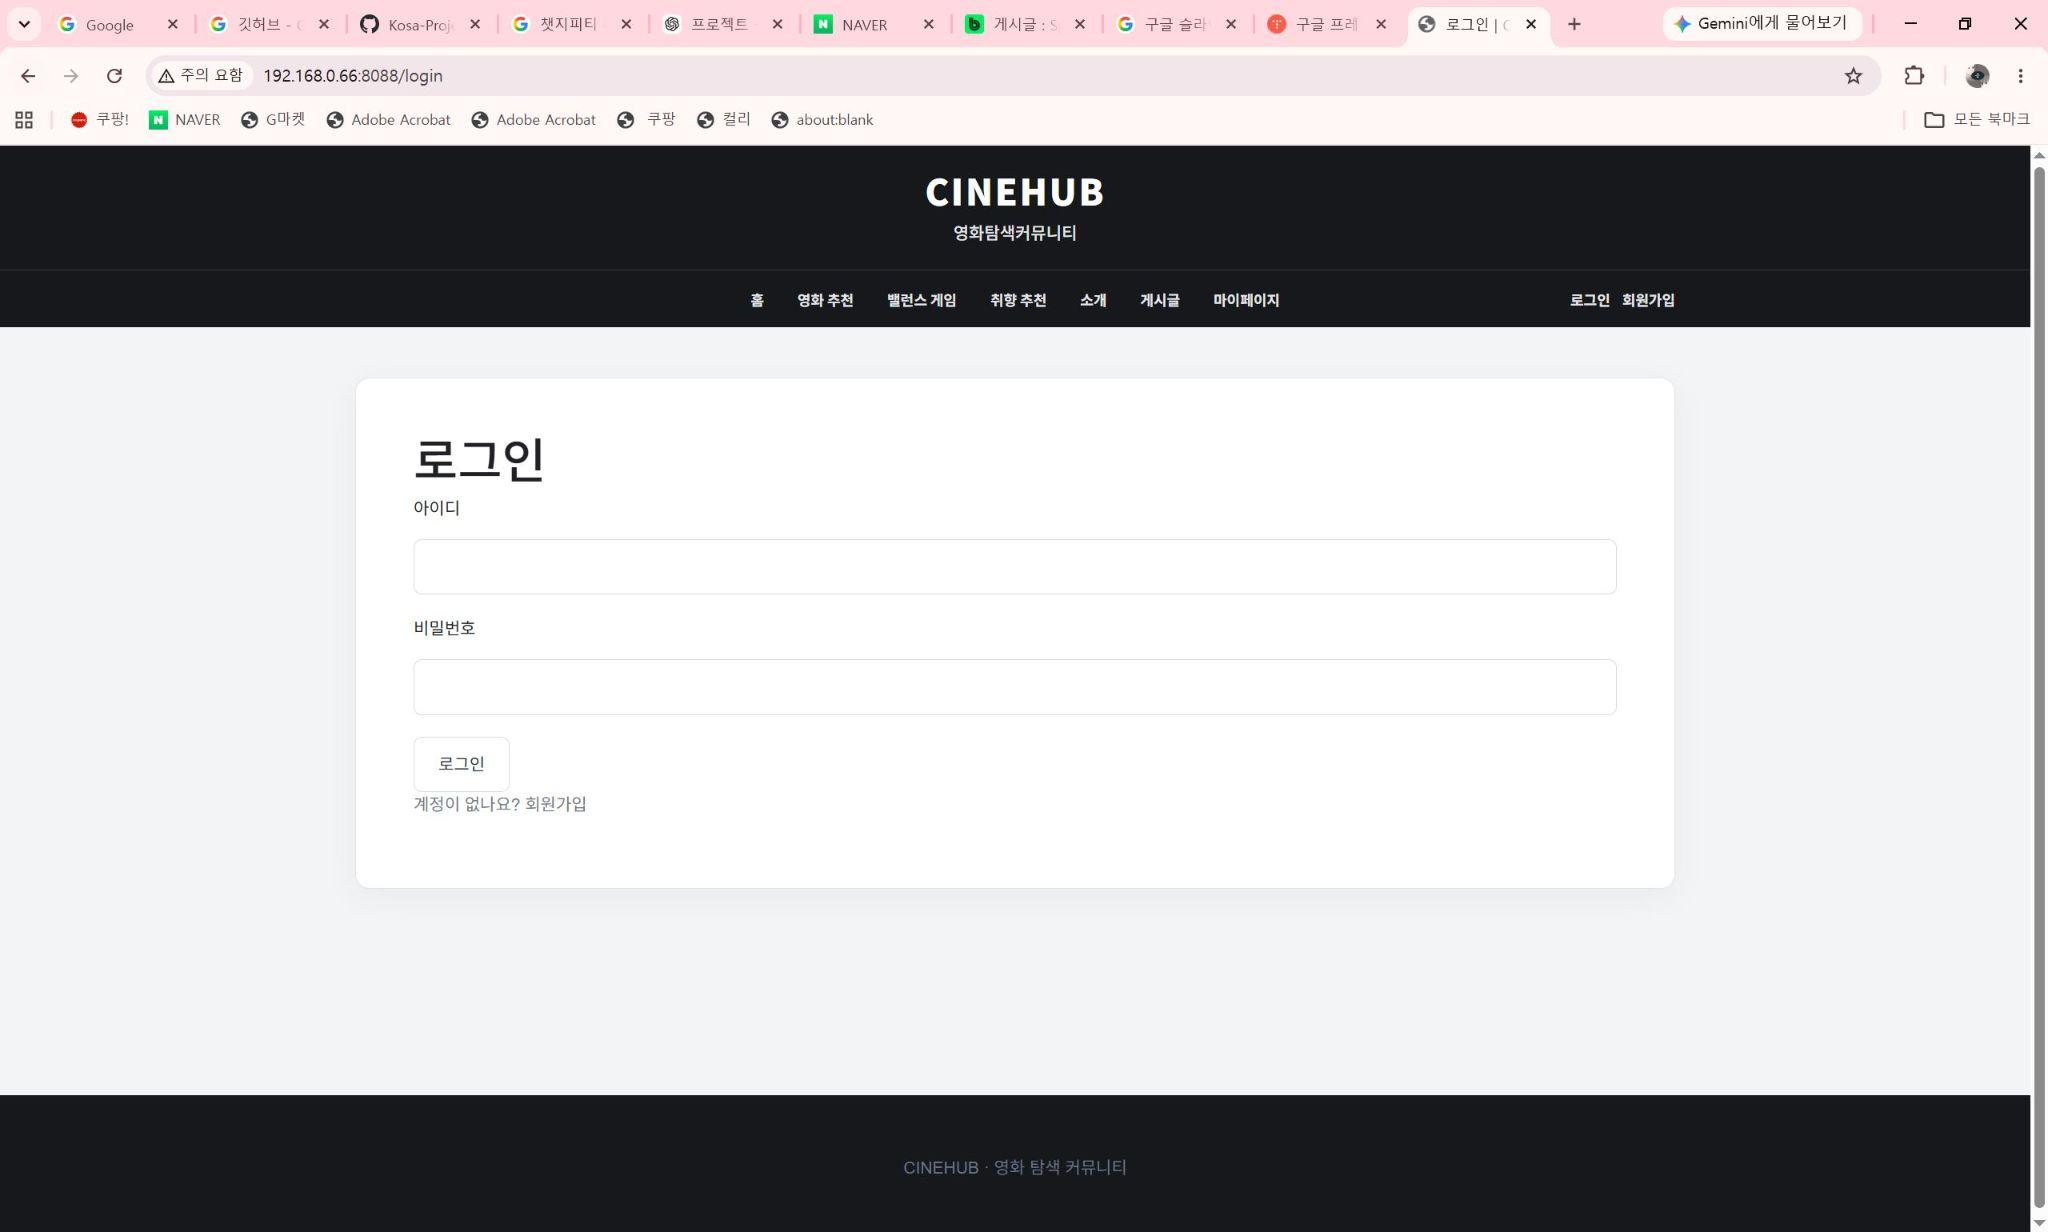 Google
깃허브 - G
Kosa-Proj
챗지피티
프로젝트
NAVER
게시글 : S
구글 슬라
구글 프레
로그인 | C
Gemini에게 물어보기
주의 요함
192.168.0.66:8088/login
쿠팡!
NAVER
G마켓
Adobe Acrobat
Adobe Acrobat
쿠팡
컬리
about:blank
모든 북마크
CINEHUB
영화탐색커뮤니티
홈
영화 추천
밸런스 게임
취향 추천
소개
게시글
마이페이지
로그인
회원가입
로그인
아이디
비밀번호
로그인
계정이 없나요? 회원가입
CINEHUB · 영화 탐색 커뮤니티